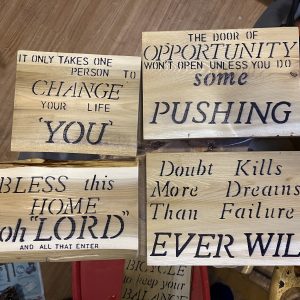 IT ONLY TAKES ONE
PERSON TO
CHANGE
YOUR LIFE
'YOU'
THE DOOR OF
OPPORTUNITY
WON'T OPEN UNLESS YOU DO
some
PUSHING
BLESS this
HOME
oh "LORD"
AND ALL THAT ENTER
Doubt Kills
More Dreams
Than Failure
EVER WIL
BICYCLE
to keep your
BALANCE